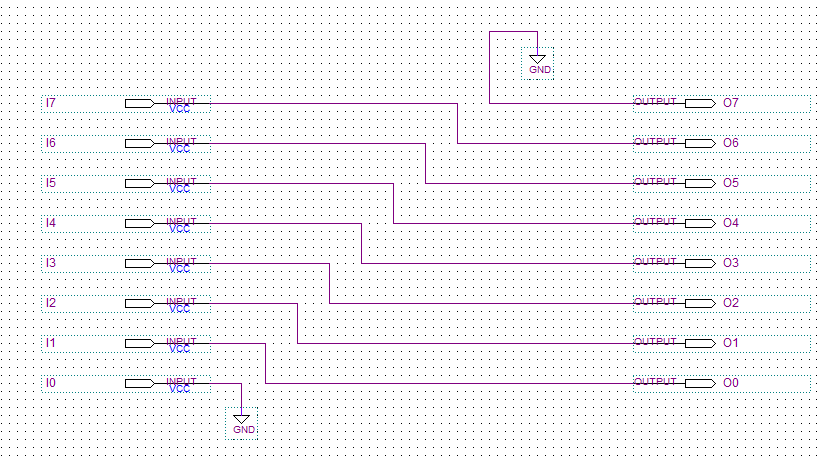 GND
I7 INPUT VCC OUTPUT O7
I6 INPUT VCC OUTPUT O6
I5 INPUT VCC OUTPUT O5
I4 INPUT VCC OUTPUT O4
I3 INPUT VCC OUTPUT O3
I2 INPUT VCC OUTPUT O2
I1 INPUT VCC OUTPUT O1
I0 INPUT VCC OUTPUT O0
GND